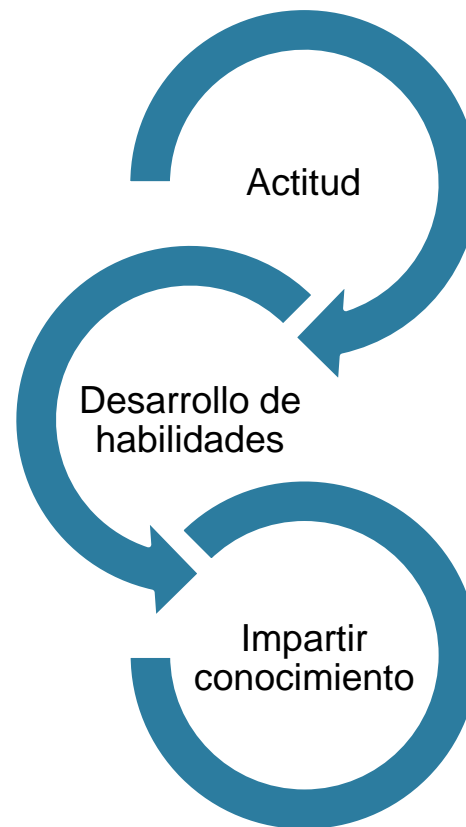 Actitud
Desarrollo de
habilidades
Impartir
conocimiento